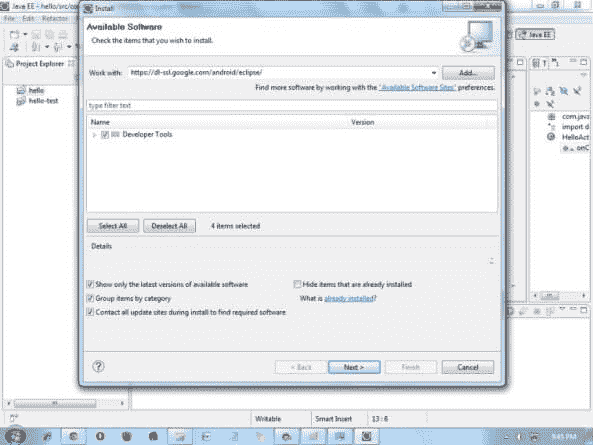 Java EE - hello/src/co
Install
File Edit Refactor
Available Software
Check the items that you wish to install.
Java EE
Project Explorer
hello
hello-test
Work with: https://dl-ssl.google.com/android/eclipse/ Add...
Find more software by working with the "Available Software Sites" preferences.
type filter text
Name Version
Developer Tools
com.java
import d
HelloAct
onC
Select All Deselect All 4 items selected
Details
Show only the latest versions of available software
Hide items that are already installed
Group items by category
What is already installed?
Contact all update sites during install to find required software
< Back Next > Finish Cancel
Writable Smart Insert 13 : 6
9:45 PM